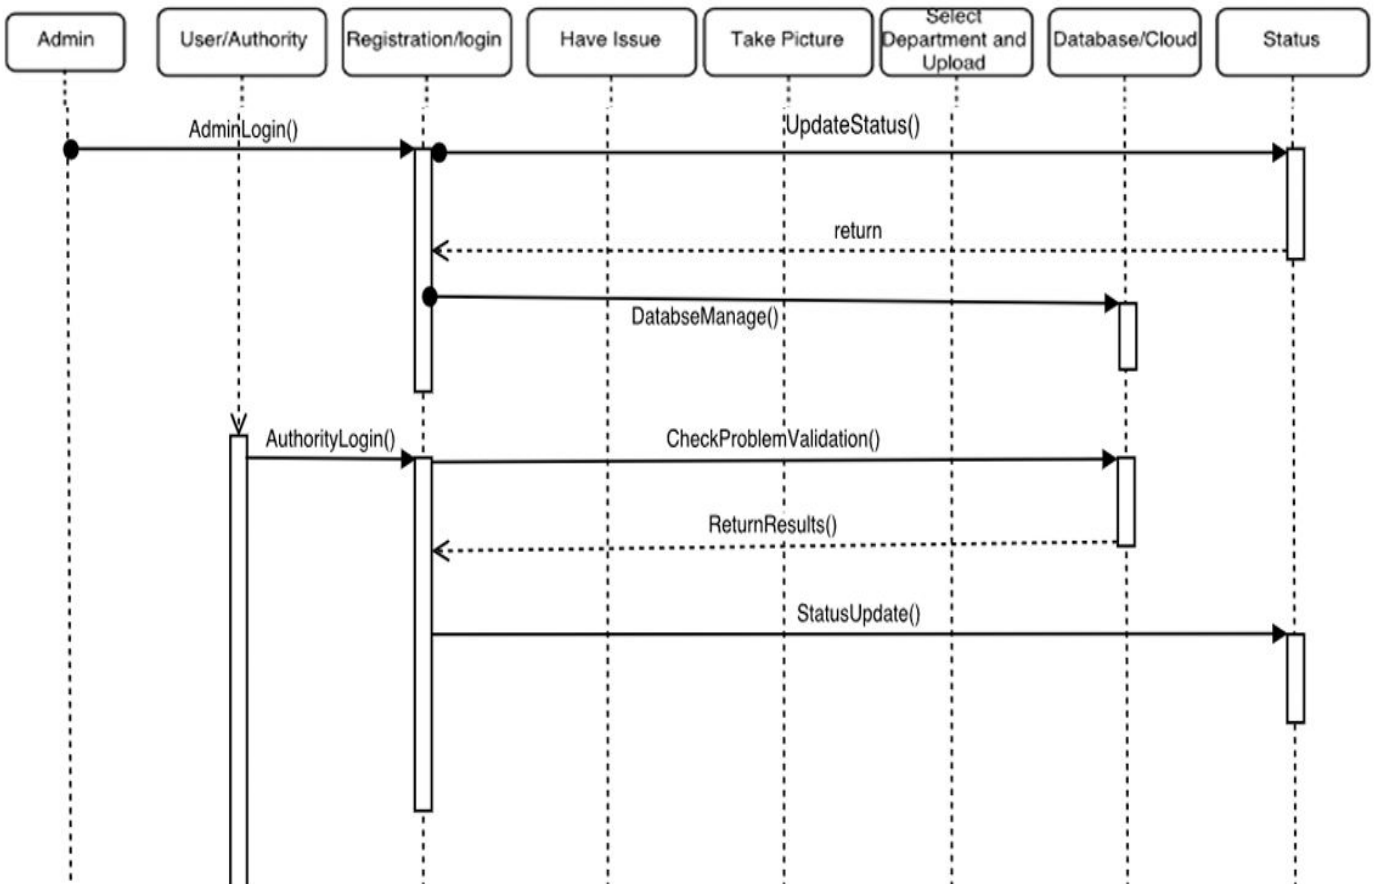 Admin
User/Authority
Registration/login
Have Issue
Take Picture
Select
Department and
Upload
Database/Cloud
Status
AdminLogin()
UpdateStatus()
return
DatabseManage()
AuthorityLogin()
CheckProblemValidation()
ReturnResults()
StatusUpdate()